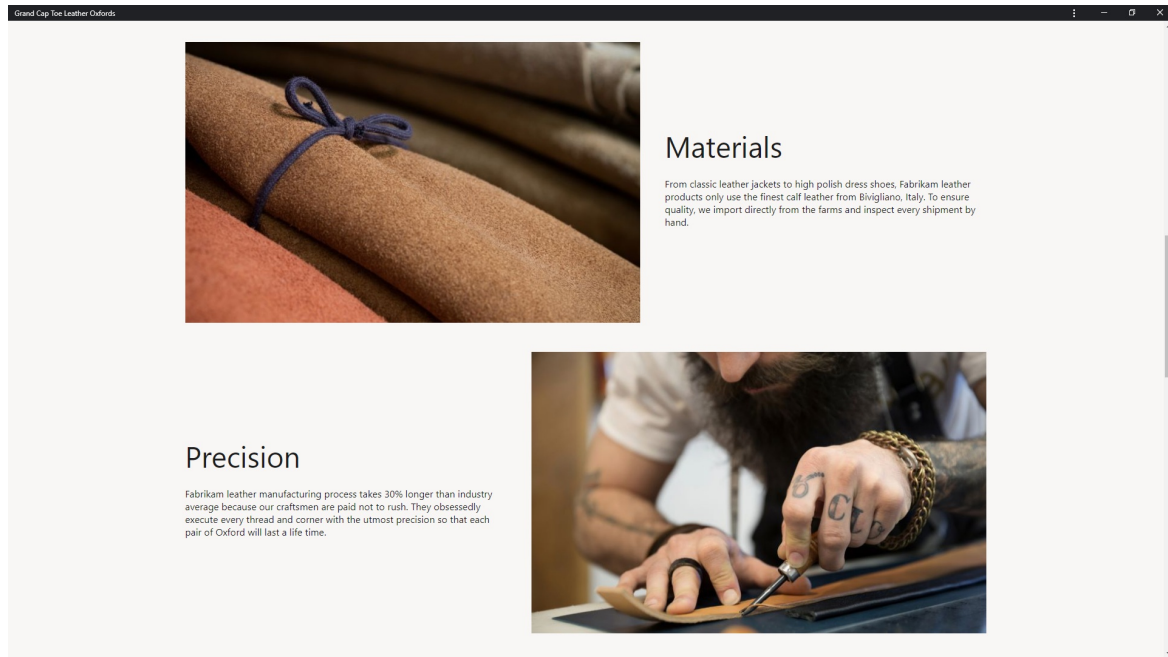 Grand Cap Toe Leather Oxfords
Materials
From classic leather jackets to high polish dress shoes, Fabrikam leather
products only use the finest calf leather from Bivigliano, Italy. To ensure
quality, we import directly from the farms and inspect every shipment by
hand.
Precision
Fabrikam leather manufacturing process takes 30% longer than industry
average because our craftsmen are paid not to rush. They obsessedly
execute every thread and corner with the utmost precision so that each
pair of Oxford will last a life time.